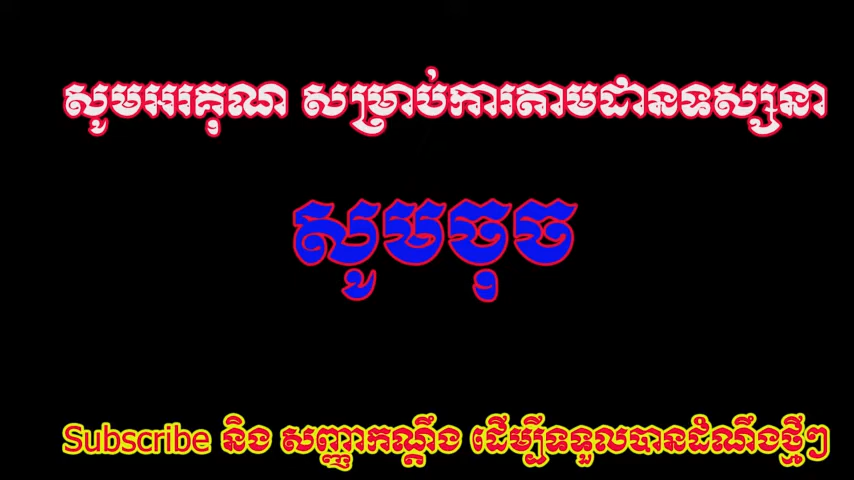 សូមអរគុណ សម្រាប់ការតាមដានទស្សនា
សូមចុច
Subscribe និង សញ្ញាកណ្ដឹង ដើម្បីទទួលបានដំណឹងថ្មីៗ